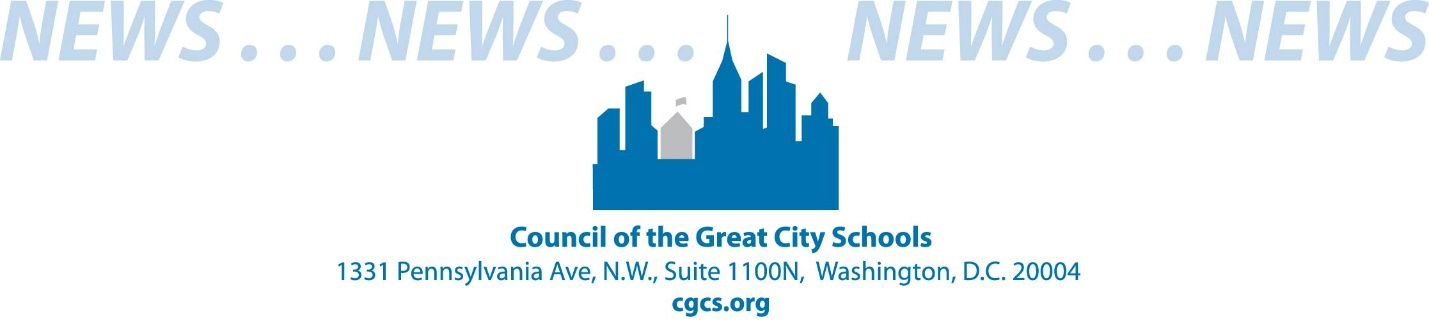 NEWS . . . NEWS . . . NEWS . . . NEWS
Council of the Great City Schools
1331 Pennsylvania Ave, N.W., Suite 1100N, Washington, D.C. 20004
cgcs.org